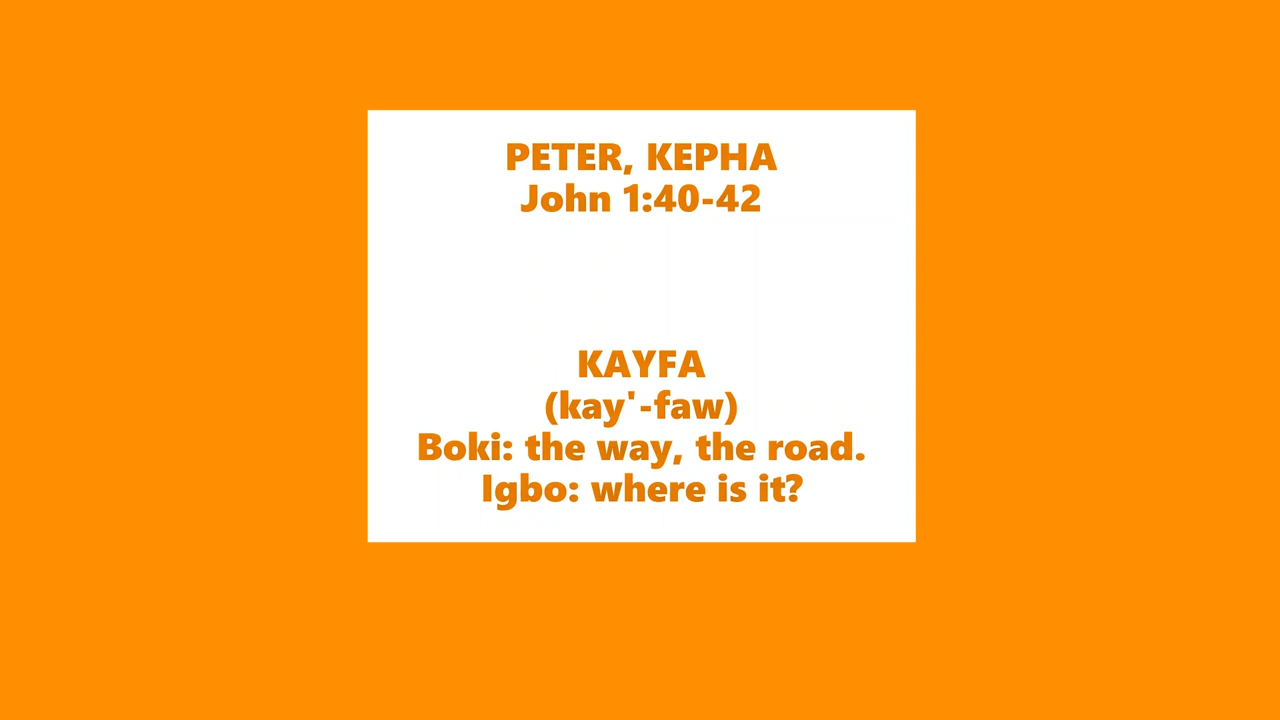 PETER, KEPHA
John 1:40-42
KAYFA
(kay'-faw)
Boki: the way, the road.
Igbo: where is it?